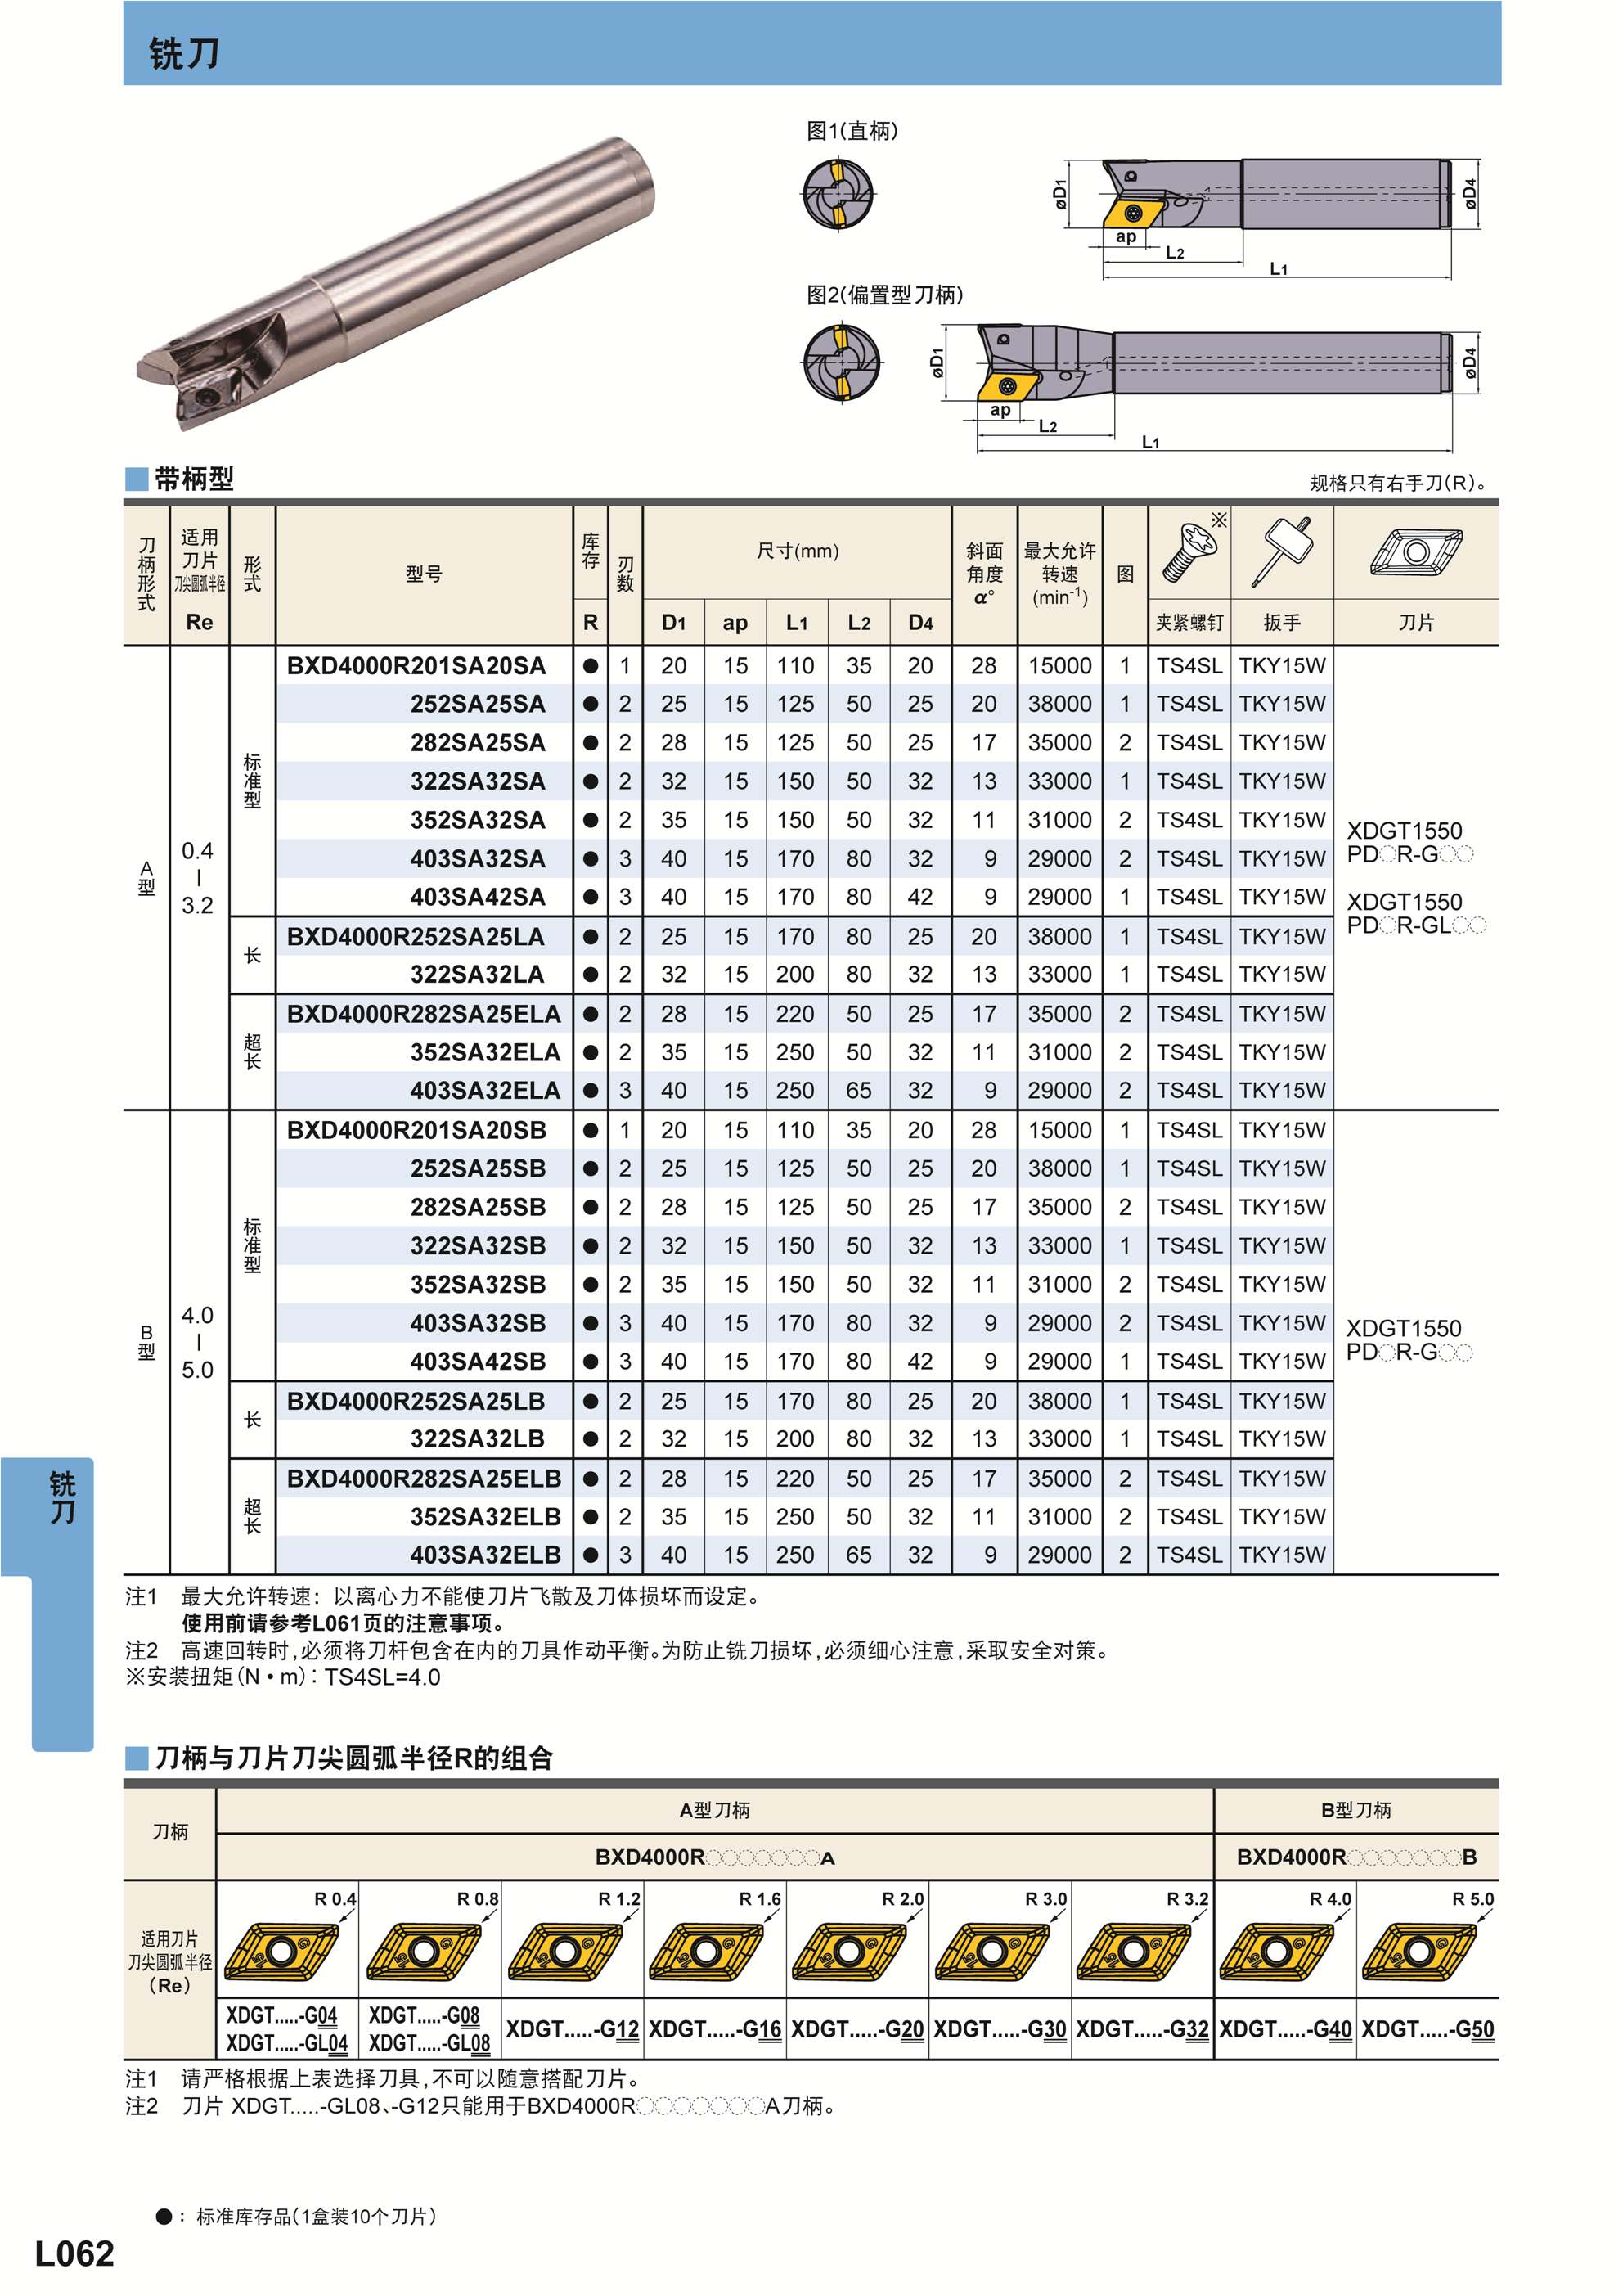 铣刀
图1(直柄)
øD1
øD4
ap
L2
L1
图2(偏置型刀柄)
øD1
øD4
ap
L2
L1
带柄型
规格只有右手刀(R)。
刀柄形式 适用刀片刀尖圆弧半径 Re 形式 型号 库存 R 刃数 尺寸(mm) 斜面角度 α° 最大允许转速 (min-1) 图 ※
D1 ap L1 L2 D4 夹紧螺钉 扳手 刀片
A型
0.4
3.2
标准型
BXD4000R201SA20SA ● 1 20 15 110 35 20 28 15000 1 TS4SL TKY15W
252SA25SA ● 2 25 15 125 50 25 20 38000 1 TS4SL TKY15W
282SA25SA ● 2 28 15 125 50 25 17 35000 2 TS4SL TKY15W
322SA32SA ● 2 32 15 150 50 32 13 33000 1 TS4SL TKY15W
352SA32SA ● 2 35 15 150 50 32 11 31000 2 TS4SL TKY15W
403SA32SA ● 3 40 15 170 80 32 9 29000 2 TS4SL TKY15W
403SA42SA ● 3 40 15 170 80 42 9 29000 1 TS4SL TKY15W
长
BXD4000R252SA25LA ● 2 25 15 170 80 25 20 38000 1 TS4SL TKY15W
322SA32LA ● 2 32 15 200 80 32 13 33000 1 TS4SL TKY15W
超长
BXD4000R282SA25ELA ● 2 28 15 220 50 25 17 35000 2 TS4SL TKY15W
352SA32ELA ● 2 35 15 250 50 32 11 31000 2 TS4SL TKY15W
403SA32ELA ● 3 40 15 250 65 32 9 29000 2 TS4SL TKY15W
XDGT1550
PD○R-G○○
XDGT1550
PD○R-GL○○
B型
4.0
5.0
标准型
BXD4000R201SA20SB ● 1 20 15 110 35 20 28 15000 1 TS4SL TKY15W
252SA25SB ● 2 25 15 125 50 25 20 38000 1 TS4SL TKY15W
282SA25SB ● 2 28 15 125 50 25 17 35000 2 TS4SL TKY15W
322SA32SB ● 2 32 15 150 50 32 13 33000 1 TS4SL TKY15W
352SA32SB ● 2 35 15 150 50 32 11 31000 2 TS4SL TKY15W
403SA32SB ● 3 40 15 170 80 32 9 29000 2 TS4SL TKY15W
403SA42SB ● 3 40 15 170 80 42 9 29000 1 TS4SL TKY15W
长
BXD4000R252SA25LB ● 2 25 15 170 80 25 20 38000 1 TS4SL TKY15W
322SA32LB ● 2 32 15 200 80 32 13 33000 1 TS4SL TKY15W
超长
BXD4000R282SA25ELB ● 2 28 15 220 50 25 17 35000 2 TS4SL TKY15W
352SA32ELB ● 2 35 15 250 50 32 11 31000 2 TS4SL TKY15W
403SA32ELB ● 3 40 15 250 65 32 9 29000 2 TS4SL TKY15W
XDGT1550
PD○R-G○○
铣刀
注1 最大允许转速：以离心力不能使刀片飞散及刀体损坏而设定。
使用前请参考L061页的注意事项。
注2 高速回转时,必须将刀杆包含在内的刀具作动平衡。为防止铣刀损坏,必须细心注意,采取安全对策。
※安装扭矩(N・m)：TS4SL=4.0
刀柄与刀片刀尖圆弧半径R的组合
刀柄 A型刀柄 B型刀柄
BXD4000R○○○○○○○A BXD4000R○○○○○○○B
适用刀片
刀尖圆弧半径
(Re)
R 0.4 R 0.8 R 1.2 R 1.6 R 2.0 R 3.0 R 3.2 R 4.0 R 5.0
XDGT.....-G04 XDGT.....-G08 XDGT.....-G12 XDGT.....-G16 XDGT.....-G20 XDGT.....-G30 XDGT.....-G32 XDGT.....-G40 XDGT.....-G50
XDGT.....-GL04 XDGT.....-GL08
注1 请严格根据上表选择刀具,不可以随意搭配刀片。
注2 刀片 XDGT.....-GL08、-G12只能用于BXD4000R○○○○○○○A刀柄。
●：标准库存品(1盒装10个刀片)
L062